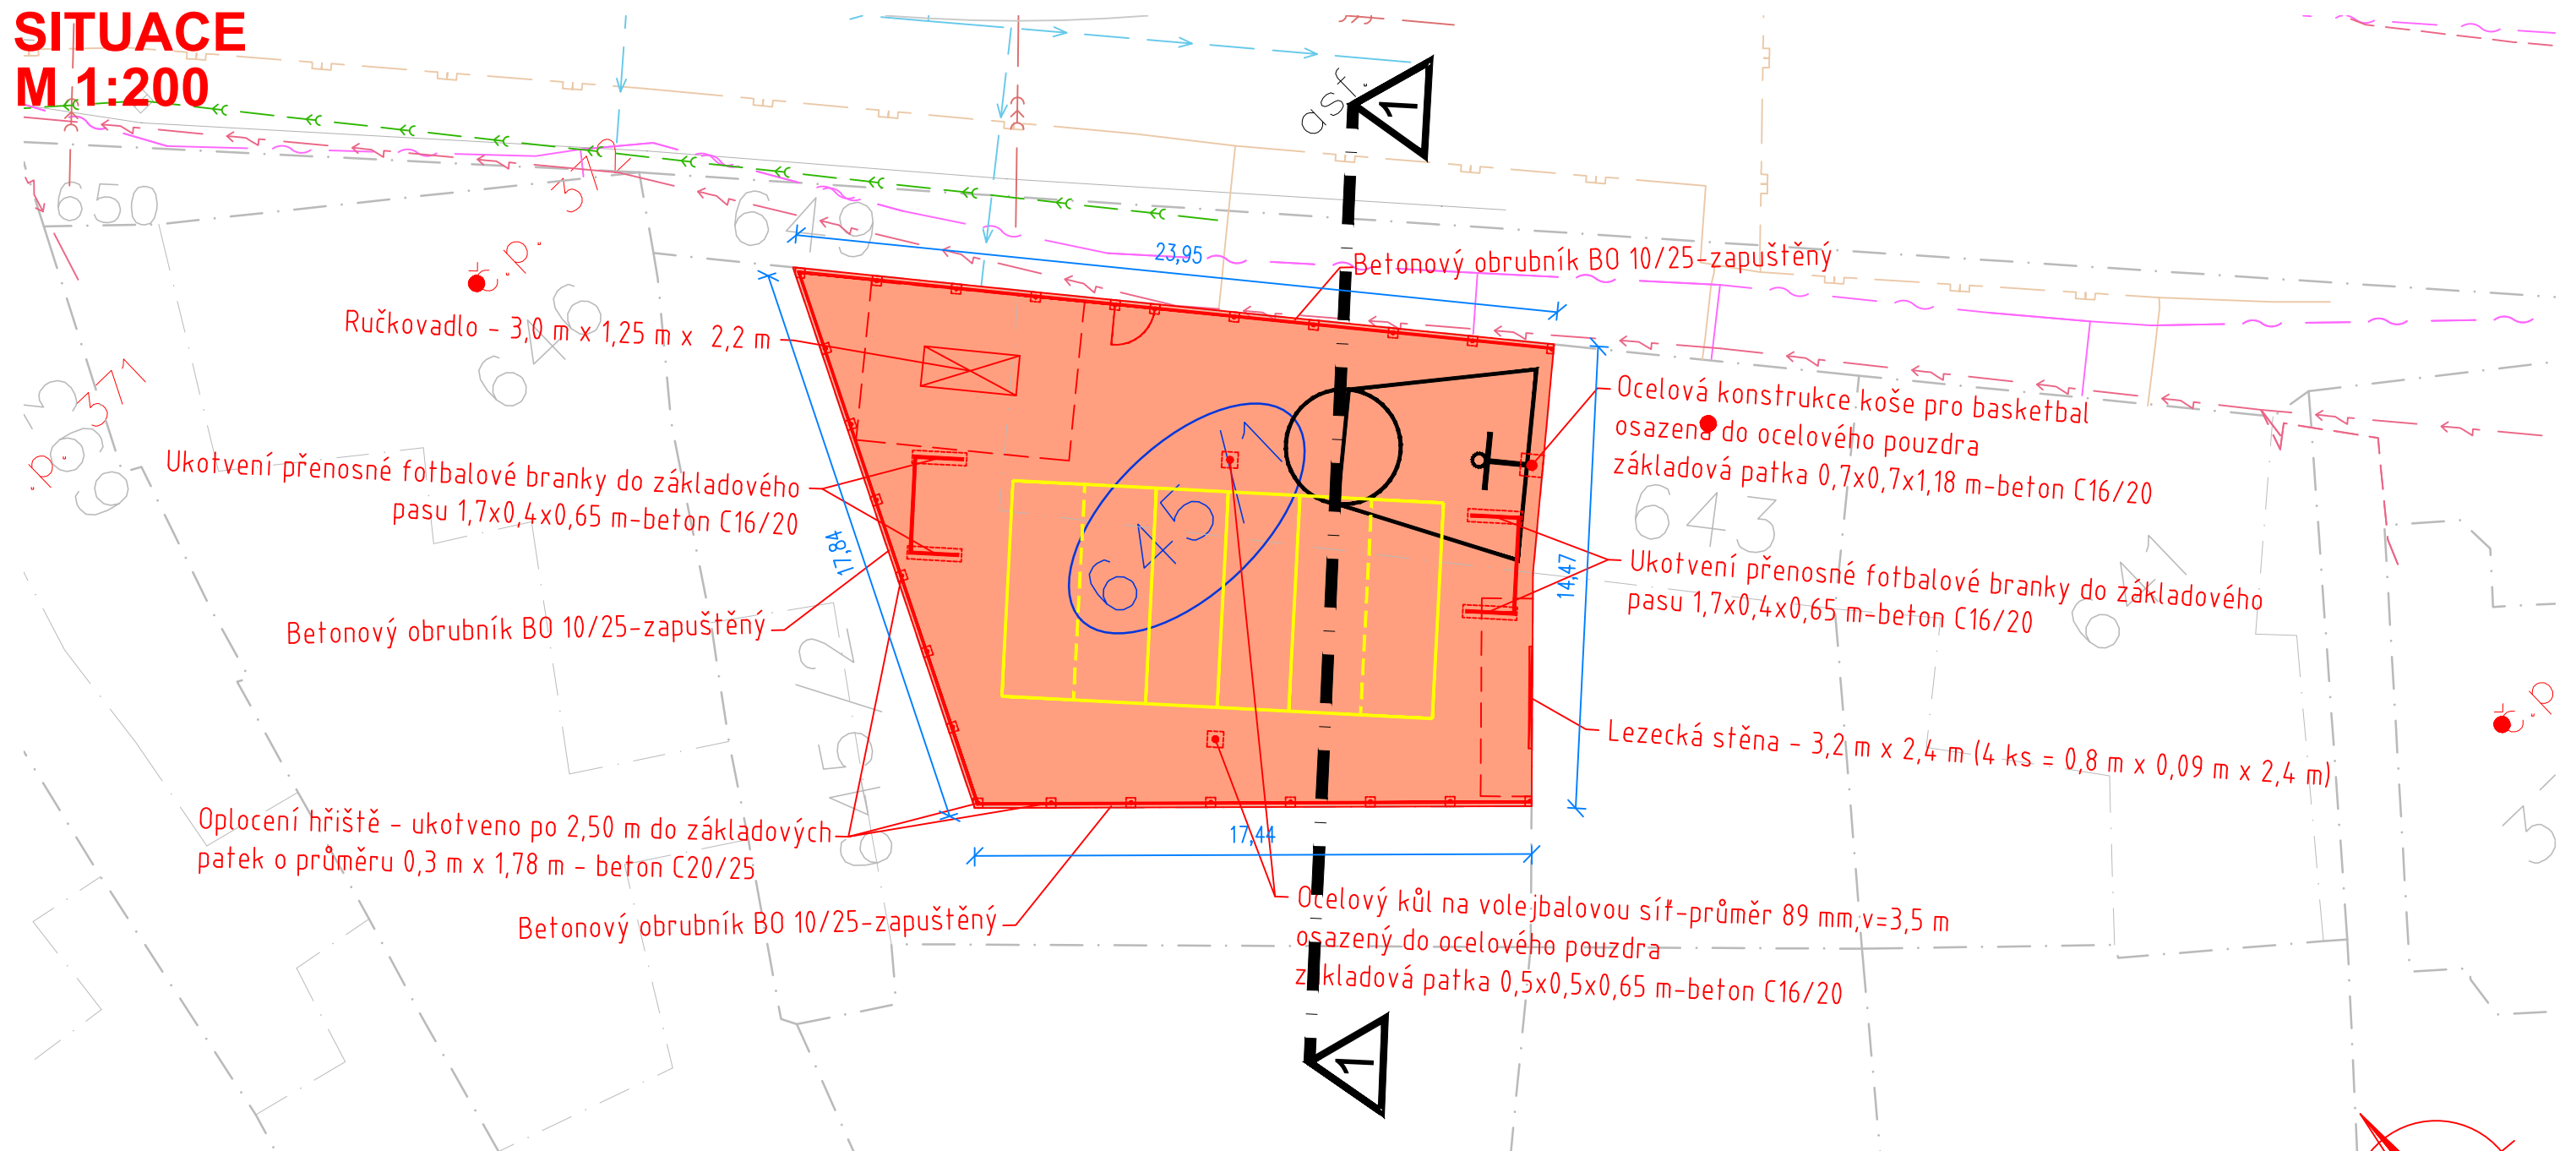 SITUACE
M 1:200
asf.
650
372
č.p.
649
23,95
Betonový obrubník BO 10/25-zapuštěný
646
Ručkovadlo - 3,0 m x 1,25 m x 2,2 m
371
č.p.
653
Ocelová konstrukce koše pro basketbal
osazená do ocelového pouzdra
základová patka 0,7x0,7x1,18 m-beton C16/20
Ukotvení přenosné fotbalové branky do základového
pasu 1,7x0,4x0,65 m-beton C16/20
645/1
643
17,84
14,47
Ukotvení přenosné fotbalové branky do základového
pasu 1,7x0,4x0,65 m-beton C16/20
641
Betonový obrubník BO 10/25-zapuštěný
645/2
č.p.
Lezecká stěna - 3,2 m x 2,4 m (4 ks = 0,8 m x 0,09 m x 2,4 m)
Oplocení hřiště - ukotveno po 2,50 m do základových
patek o průměru 0,3 m x 1,78 m - beton C20/25
17,44
Betonový obrubník BO 10/25-zapuštěný
Ocelový kůl na volejbalovou síť-průměr 89 mm,v=3,5 m
osazený do ocelového pouzdra
základová patka 0,5x0,5x0,65 m-beton C16/20
1
1